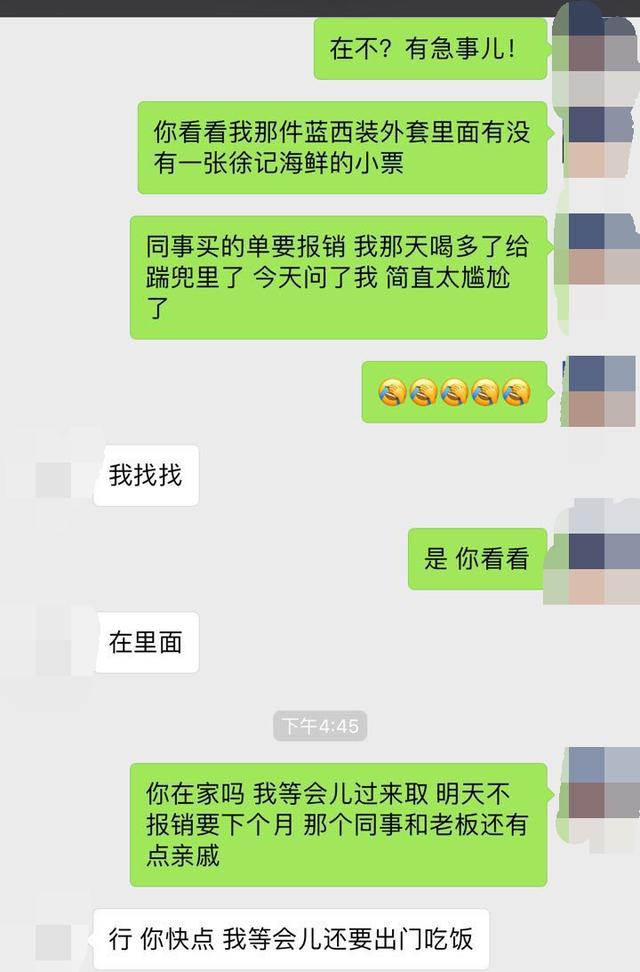 在不？有急事儿！
你看看我那件蓝西装外套里面有没
有一张徐记海鲜的小票
同事买的单要报销 我那天喝多了给
踹兜里了 今天问了我 简直太尴尬
了
🤦🤦🤦🤦🤦
我找找
是 你看看
在里面
下午4:45
你在家吗 我等会儿过来取 明天不
报销要下个月 那个同事和老板还有
点亲戚
行 你快点 我等会儿还要出门吃饭